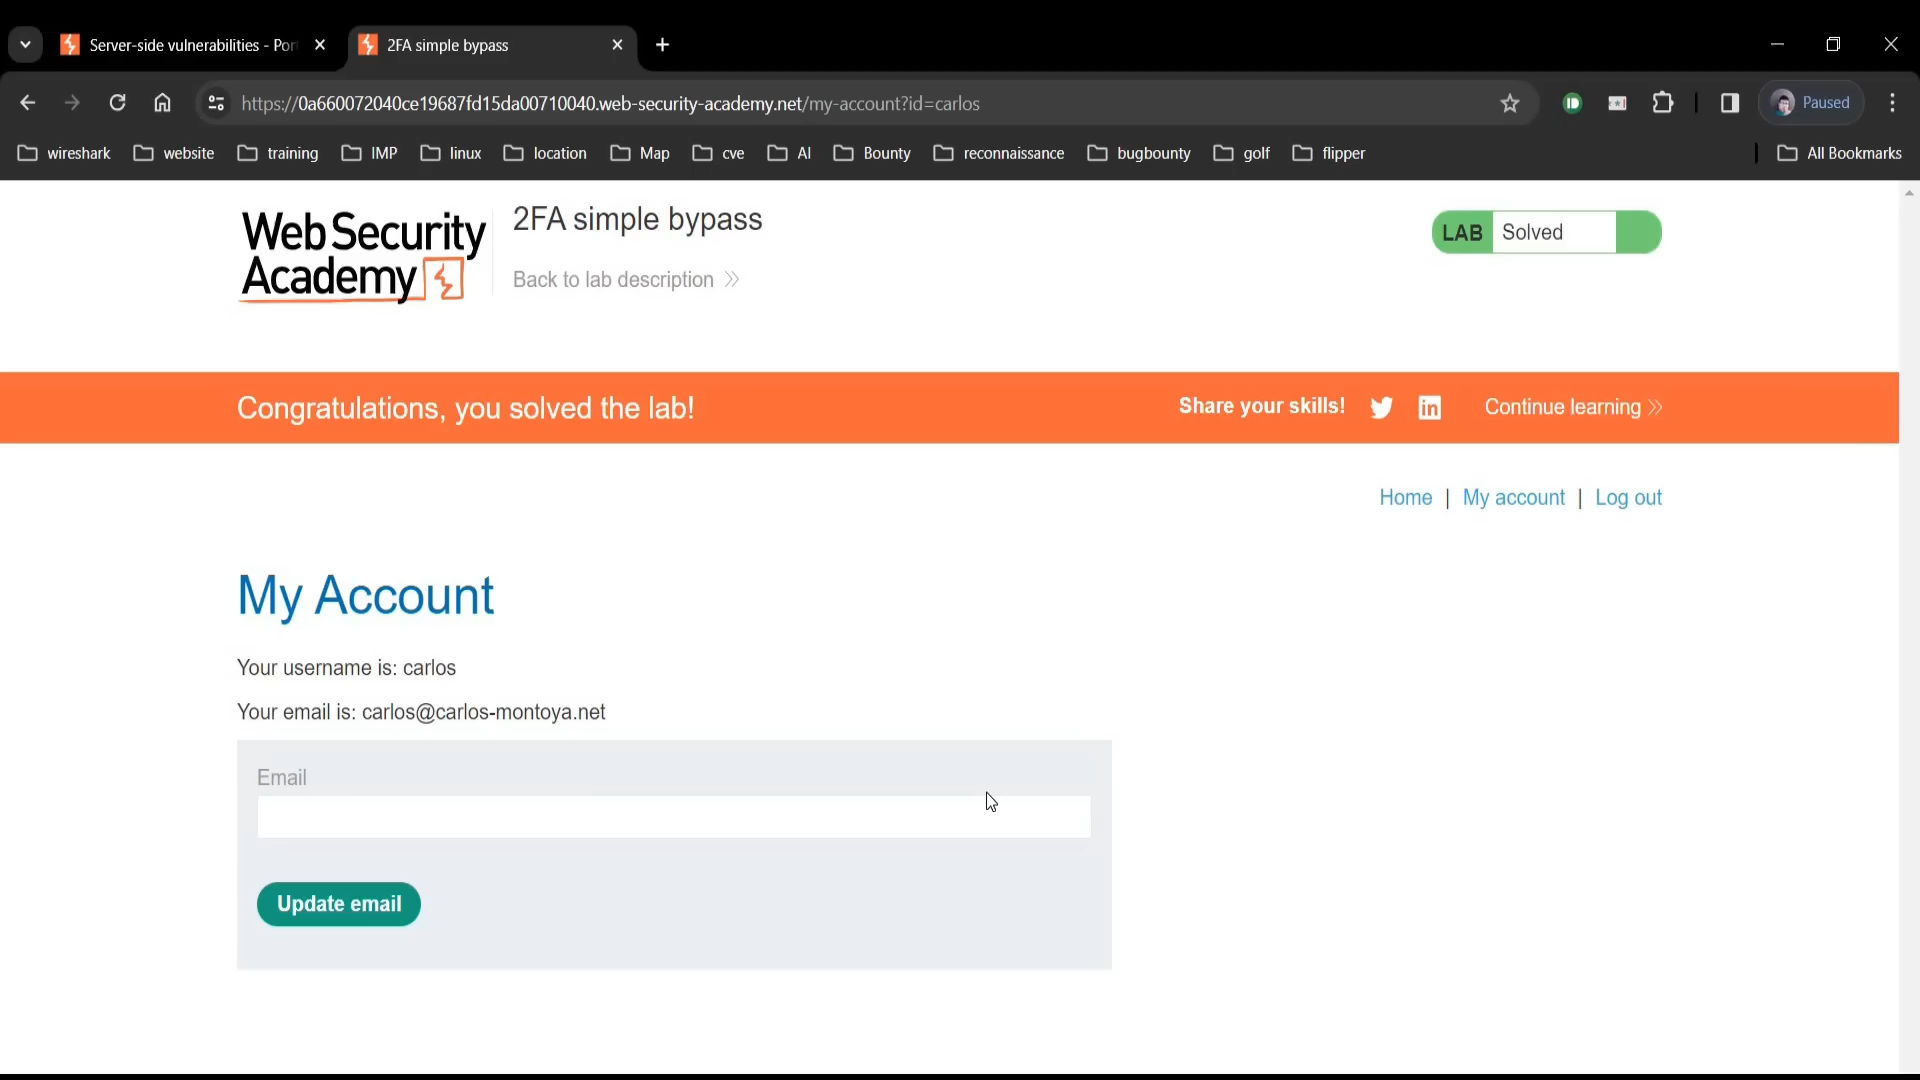 Server-side vulnerabilities - Por
2FA simple bypass
https://0a660072040ce19687fd15da00710040.web-security-academy.net/my-account?id=carlos
Paused
wireshark
website
training
IMP
linux
location
Map
cve
AI
Bounty
reconnaissance
bugbounty
golf
flipper
All Bookmarks
Web Security
Academy
2FA simple bypass
Back to lab description
LAB Solved
Congratulations, you solved the lab!
Share your skills!
Continue learning
Home | My account | Log out
My Account
Your username is: carlos
Your email is: carlos@carlos-montoya.net
Email
Update email